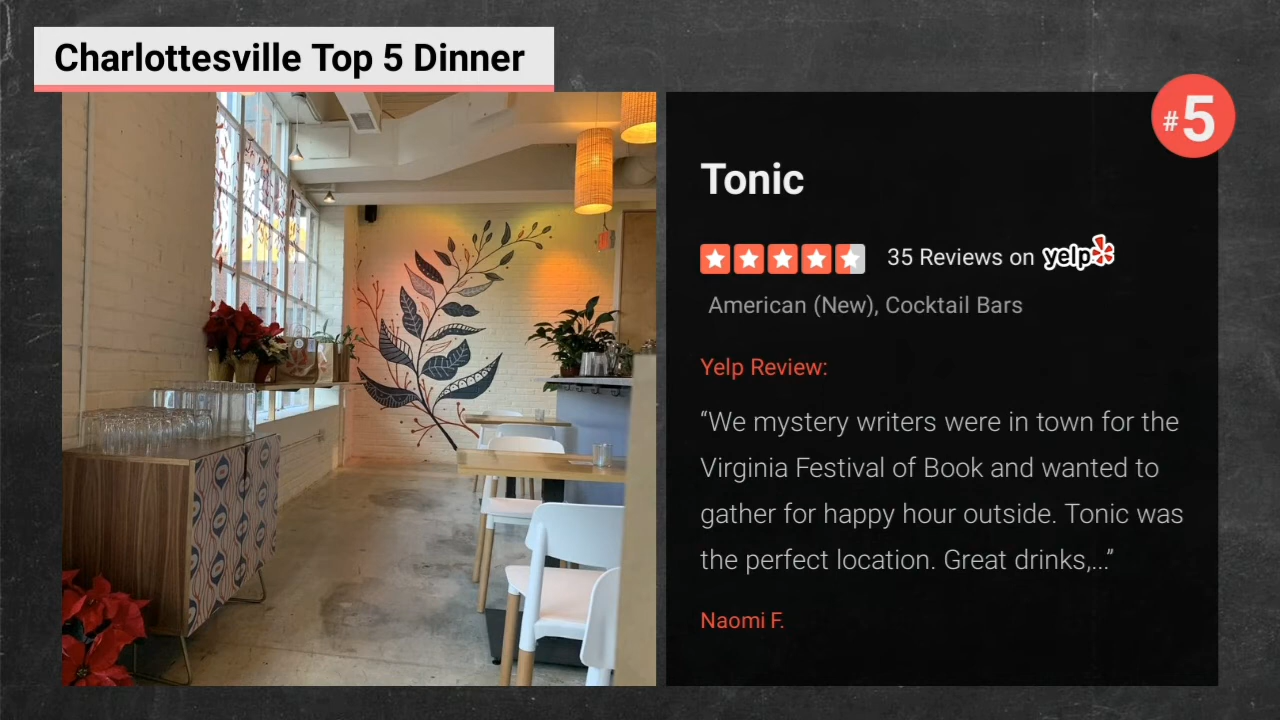 Charlottesville Top 5 Dinner
#5
Tonic
35 Reviews on yelp
American (New), Cocktail Bars
Yelp Review:
“We mystery writers were in town for the
Virginia Festival of Book and wanted to
gather for happy hour outside. Tonic was
the perfect location. Great drinks,...”
Naomi F.